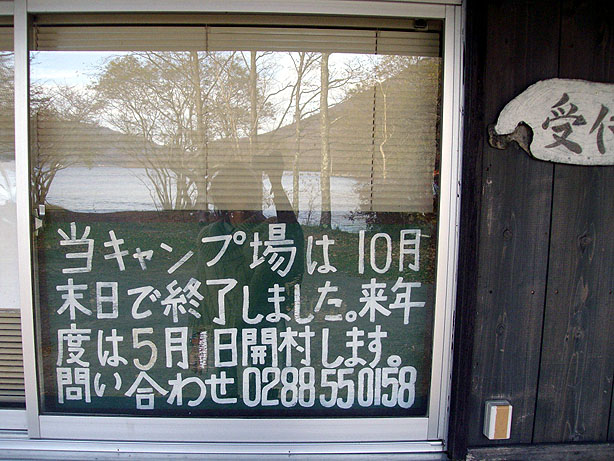 当キャンプ場は10月
末日で終了しました。来年
度は5月1日開村します。
問い合わせ0288550158
受付